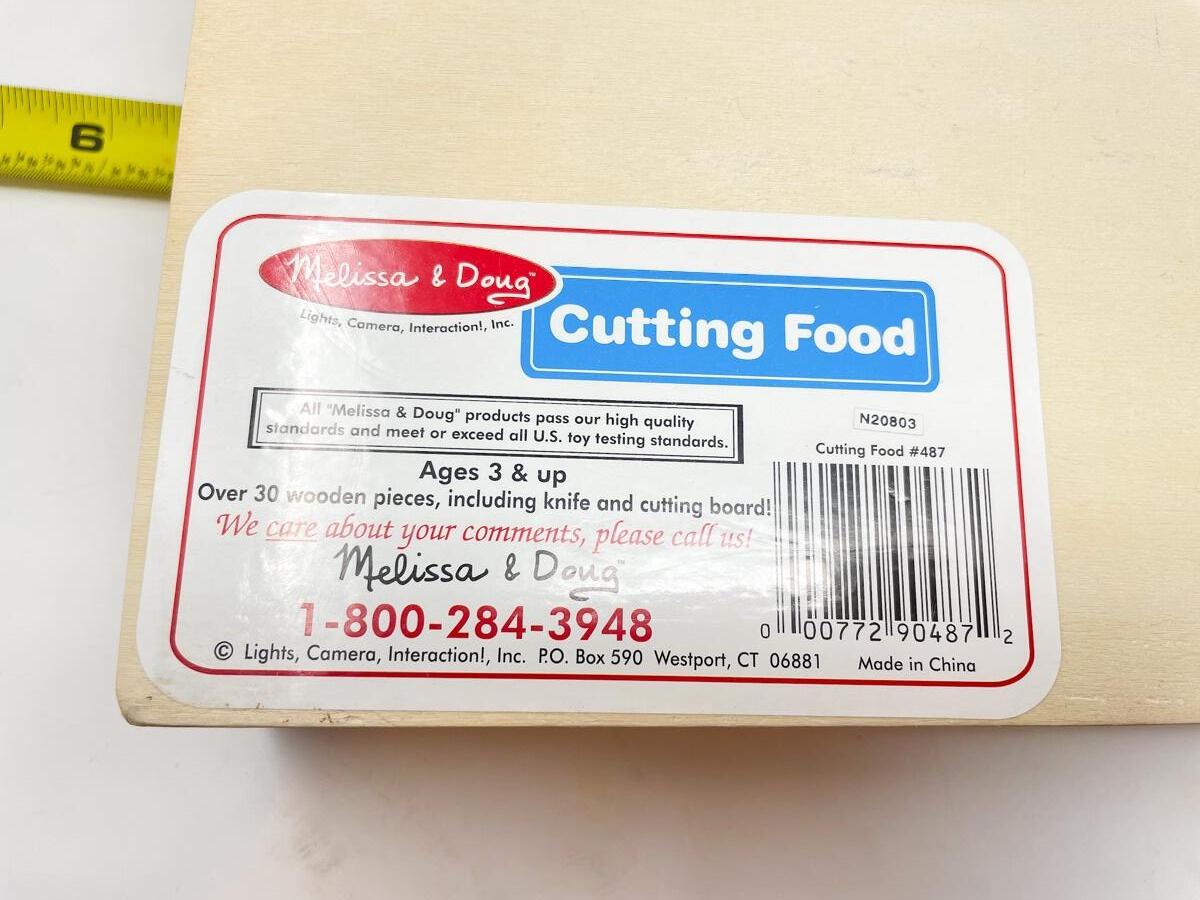 6
Melissa & Doug™
Lights, Camera, Interaction!, Inc.
Cutting Food
All "Melissa & Doug" products pass our high quality
standards and meet or exceed all U.S. toy testing standards.
N20803
Cutting Food #487
Ages 3 & up
Over 30 wooden pieces, including knife and cutting board!
We care about your comments, please call us!
Melissa & Doug™
1-800-284-3948
0 00772 90487 2
© Lights, Camera, Interaction!, Inc. P.O. Box 590 Westport, CT 06881 Made in China